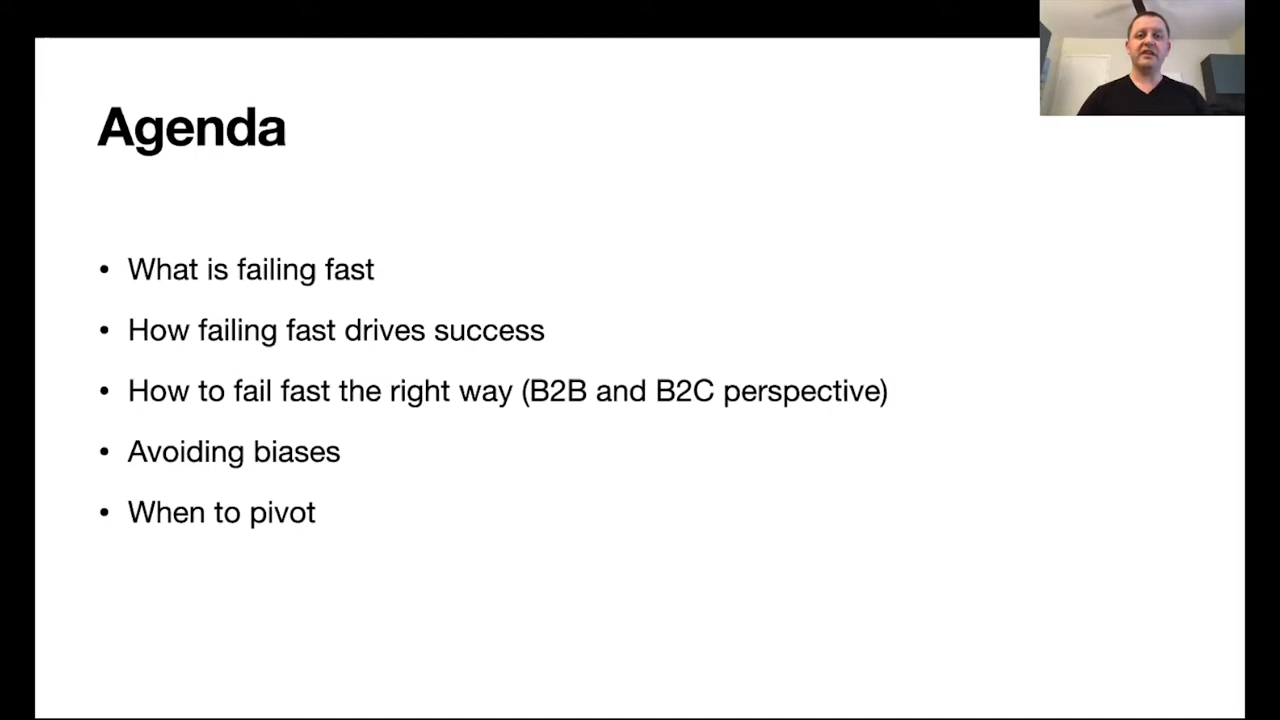 Agenda
• What is failing fast
• How failing fast drives success
• How to fail fast the right way (B2B and B2C perspective)
• Avoiding biases
• When to pivot